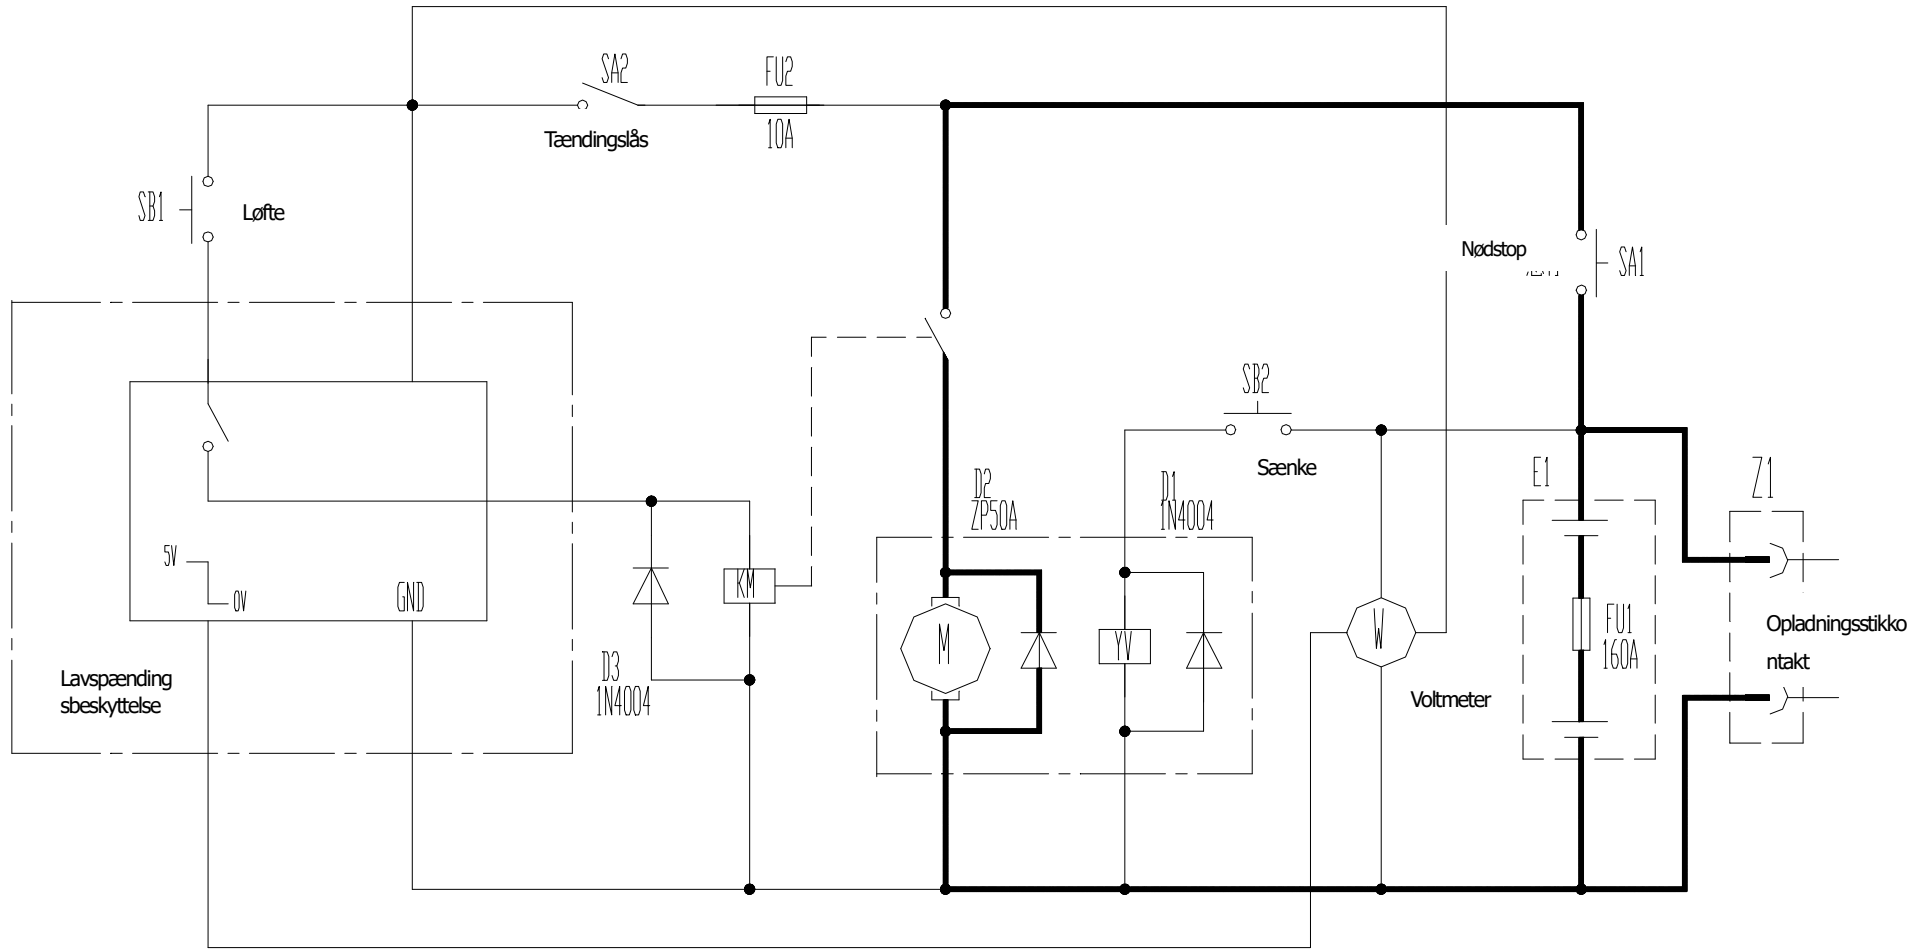 SA2
FU2
10A
Tændingslås
SB1
Løfte
Nødstop
SA1
SB2
Sænke
D2
ZP50A
D1
1N4004
E1
Z1
5V
0V
GND
KM
M
YV
W
FU1
160A
Opladningsstikko
ntakt
Lavspænding
sbeskyttelse
D3
1N4004
Voltmeter